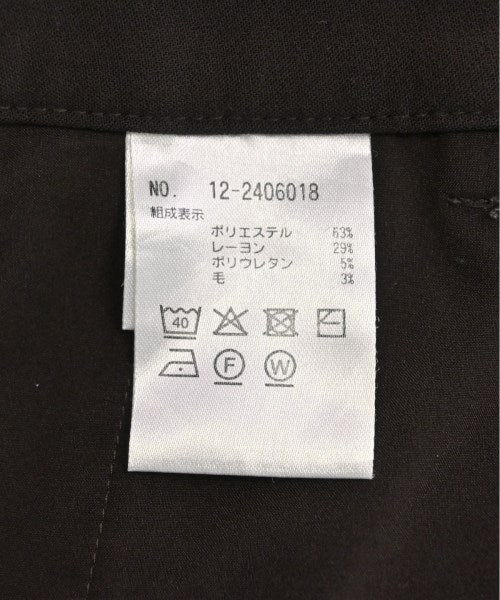 NO. 12-2406018
組成表示
ポリエステル 63%
レーヨン 29%
ポリウレタン 5%
毛 3%
40
F W